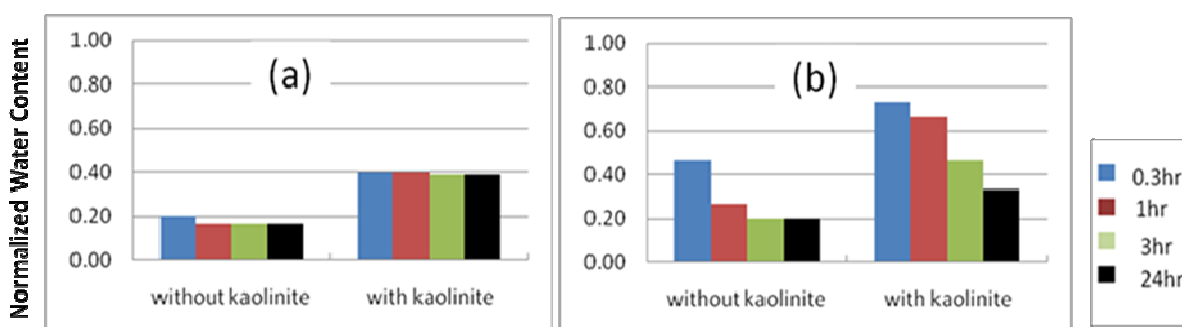 Normalized Water Content
(a)
1.00
0.80
0.60
0.40
0.20
0.00
without kaolinite
with kaolinite
(b)
1.00
0.80
0.60
0.40
0.20
0.00
without kaolinite
with kaolinite
0.3hr
1hr
3hr
24hr